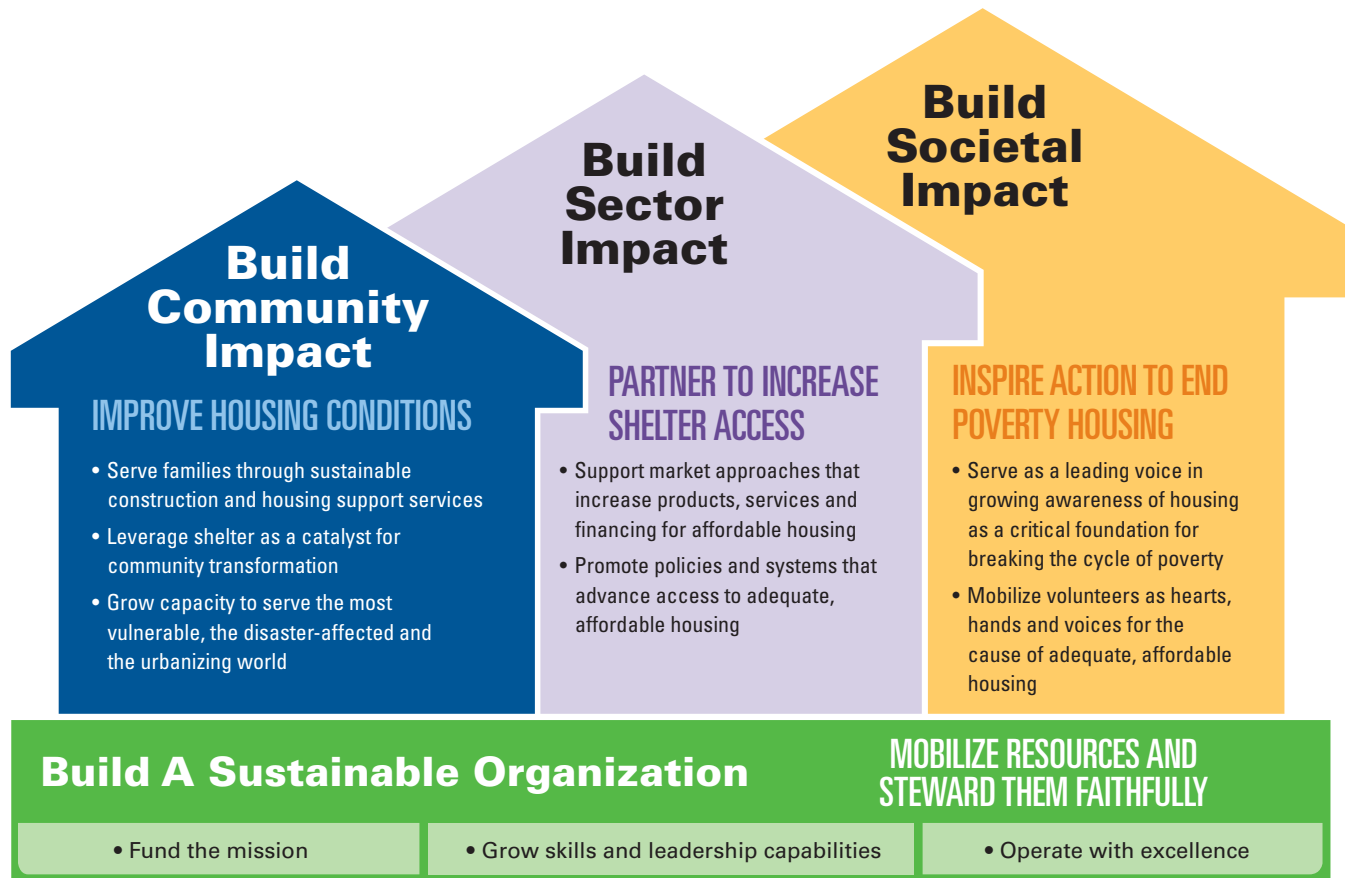 Build
Community
Impact
IMPROVE HOUSING CONDITIONS
• Serve families through sustainable
construction and housing support services
• Leverage shelter as a catalyst for
community transformation
• Grow capacity to serve the most
vulnerable, the disaster-affected and
the urbanizing world
Build
Sector
Impact
PARTNER TO INCREASE
SHELTER ACCESS
• Support market approaches that
increase products, services and
financing for affordable housing
• Promote policies and systems that
advance access to adequate,
affordable housing
Build
Societal
Impact
INSPIRE ACTION TO END
POVERTY HOUSING
• Serve as a leading voice in
growing awareness of housing
as a critical foundation for
breaking the cycle of poverty
• Mobilize volunteers as hearts,
hands and voices for the
cause of adequate, affordable
housing
Build A Sustainable Organization
MOBILIZE RESOURCES AND
STEWARD THEM FAITHFULLY
• Fund the mission
• Grow skills and leadership capabilities
• Operate with excellence